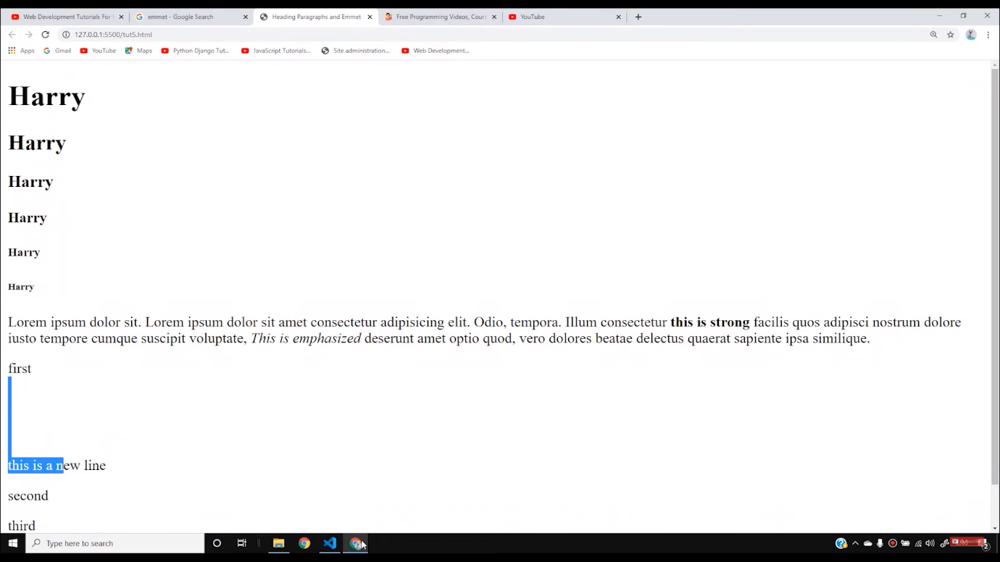 Web Development Tutorials For
emmet - Google Search
Heading Paragraphs and Emmet
Free Programming Videos, Cours
YouTube
127.0.0.1:5500/tut5.html
Apps
Gmail
YouTube
Maps
Python Django Tut...
JavaScript Tutorials...
Site administration...
Web Development...
Harry
Harry
Harry
Harry
Harry
Harry
Lorem ipsum dolor sit. Lorem ipsum dolor sit amet consectetur adipisicing elit. Odio, tempora. Illum consectetur this is strong facilis quos adipisci nostrum dolore
iusto tempore cumque suscipit voluptate, This is emphasized deserunt amet optio quod, vero dolores beatae delectus quaerat sapiente ipsa similique.
first
this is a new line
second
third
Type here to search
2